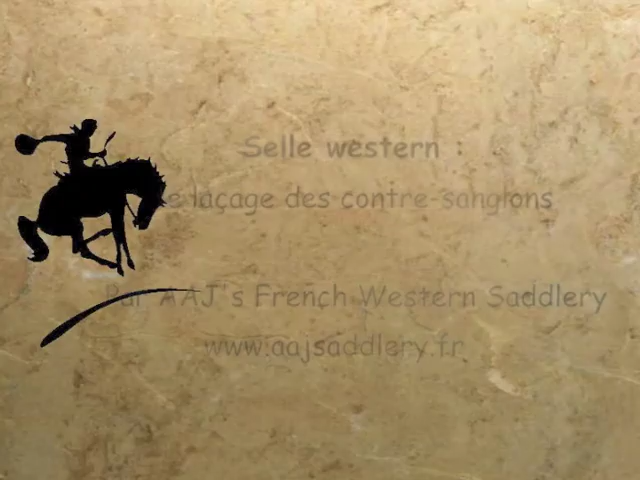 Selle western :
le laçage des contre-sanglons
Par AAJ's French Western Saddlery
www.aajsaddlery.fr